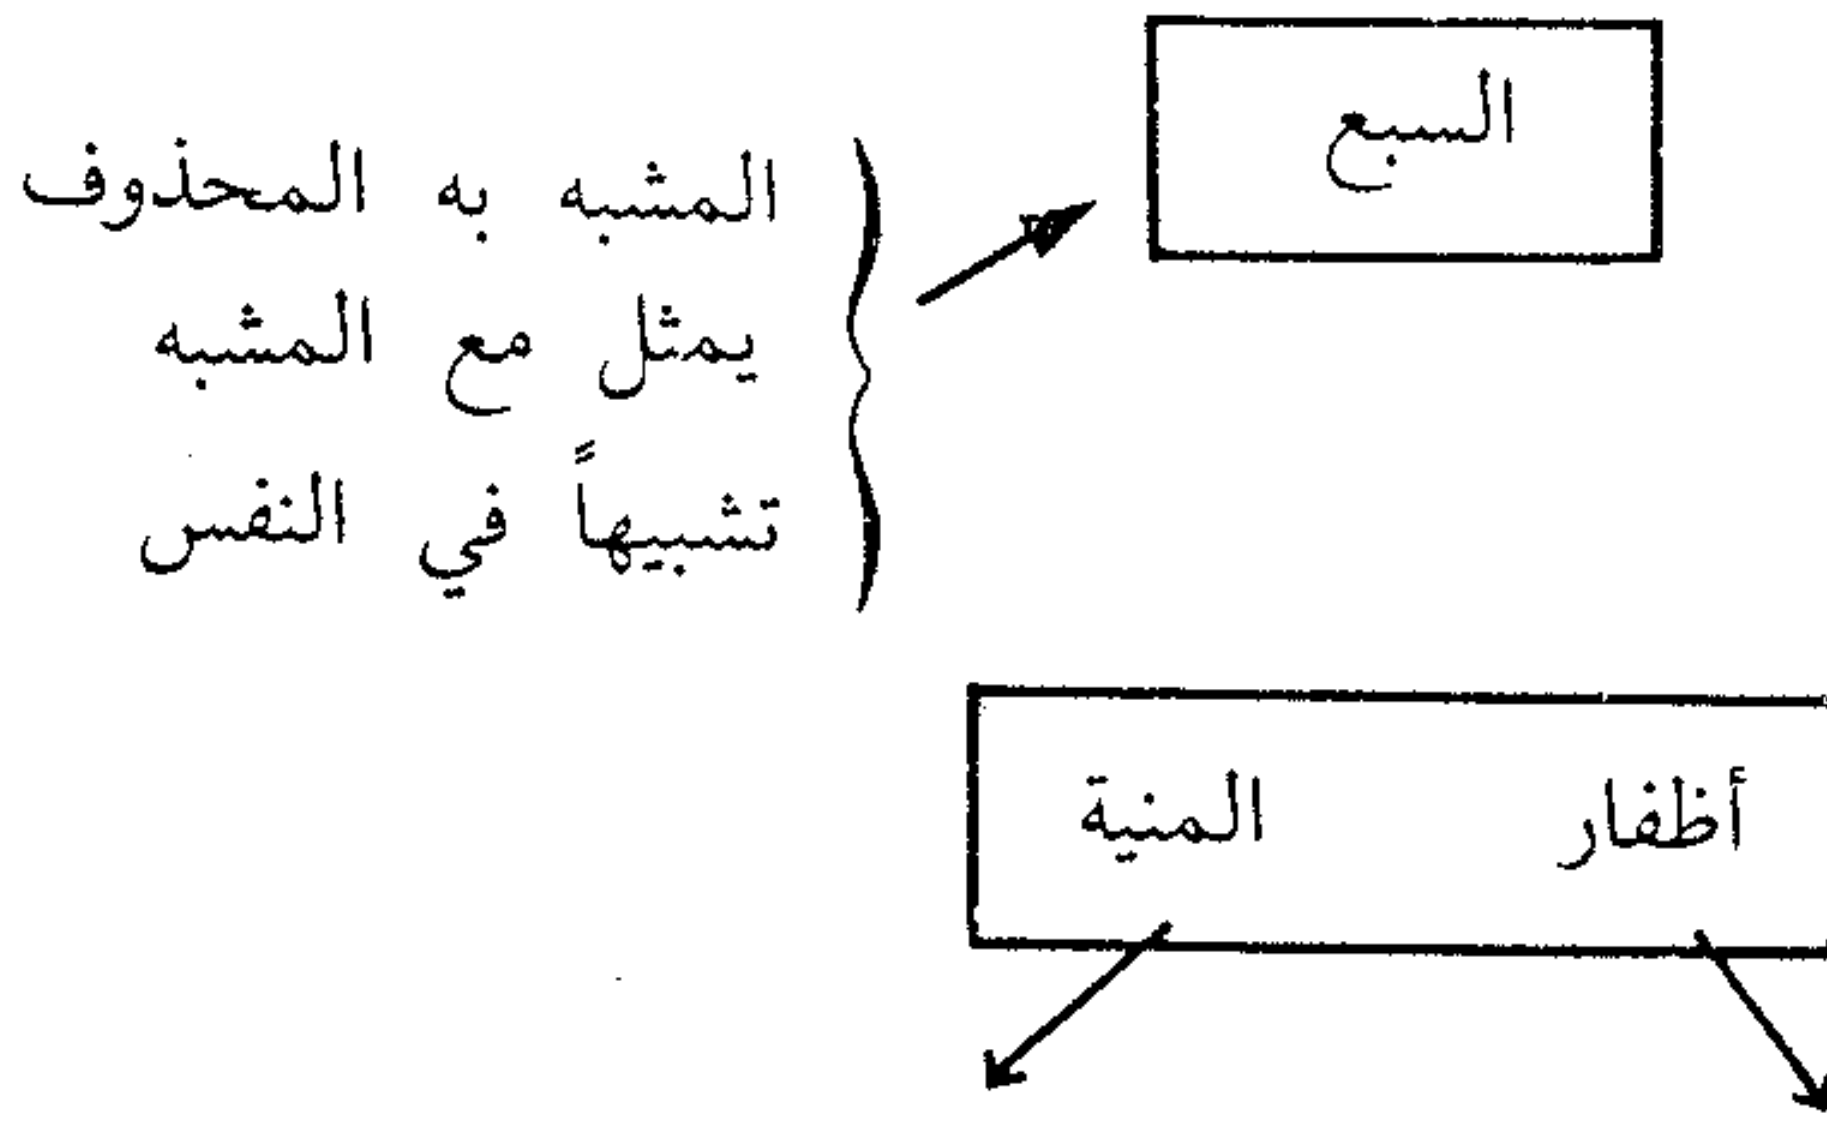 السبع
المشبه به المحذوف
يمثل مع المشبه
تشبيهاً في النفس
أظفار المنية